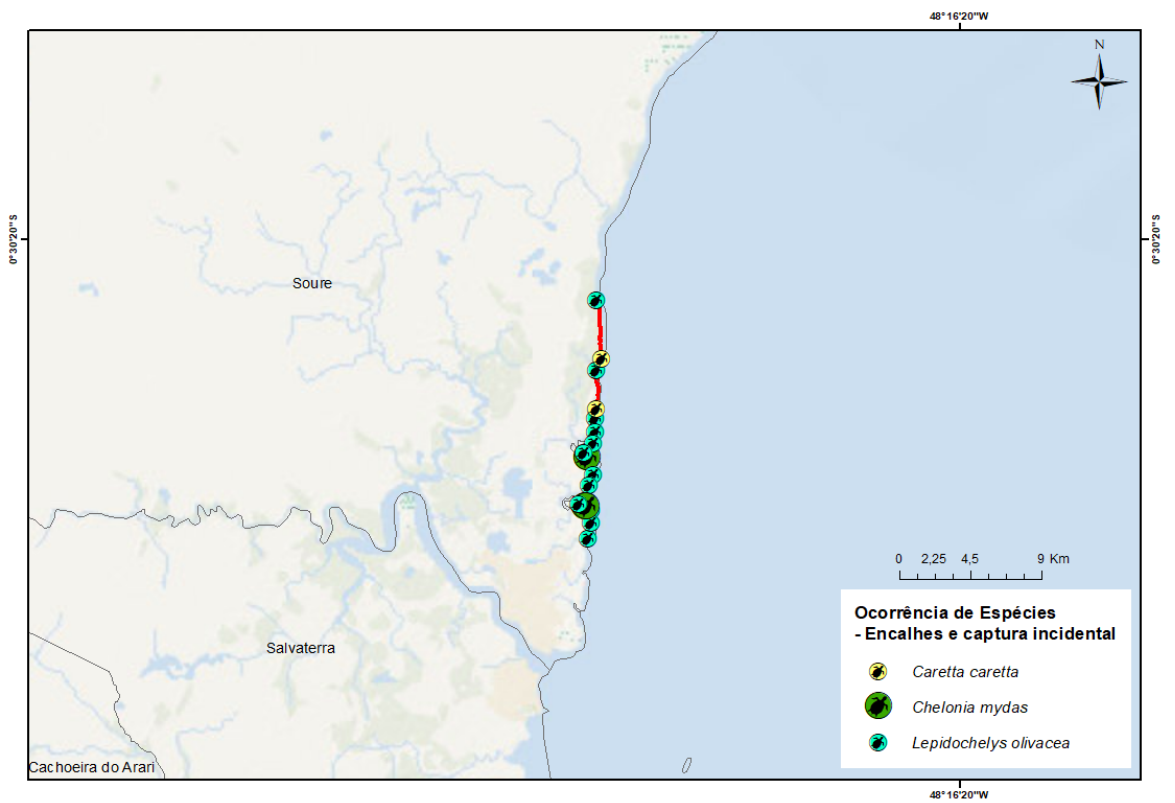 48°16'20"W
N
0°30'20"S
0°30'20"S
Soure
0 2,25 4,5 9 Km
Ocorrência de Espécies
- Encalhes e captura incidental
Salvaterra
Caretta caretta
Chelonia mydas
Lepidochelys olivacea
Cachoeira do Arari
48°16'20"W